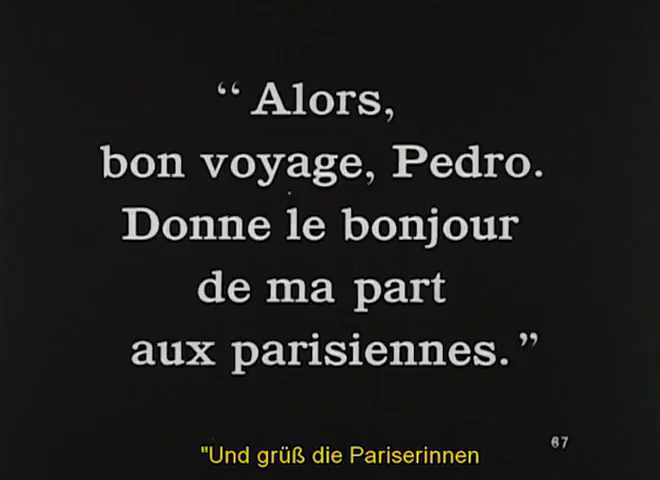 “ Alors,
bon voyage, Pedro.
Donne le bonjour
de ma part
aux parisiennes. ”
67
"Und grüß die Pariserinnen